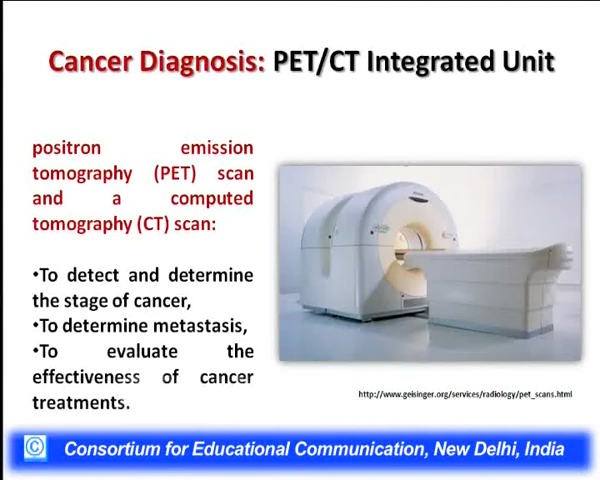 Cancer Diagnosis: PET/CT Integrated Unit
positron emission
tomography (PET) scan
and a computed
tomography (CT) scan:
•To detect and determine
the stage of cancer,
•To determine metastasis,
•To evaluate the
effectiveness of cancer
treatments.
http://www.geisinger.org/services/radiology/pet_scans.html
© Consortium for Educational Communication, New Delhi, India